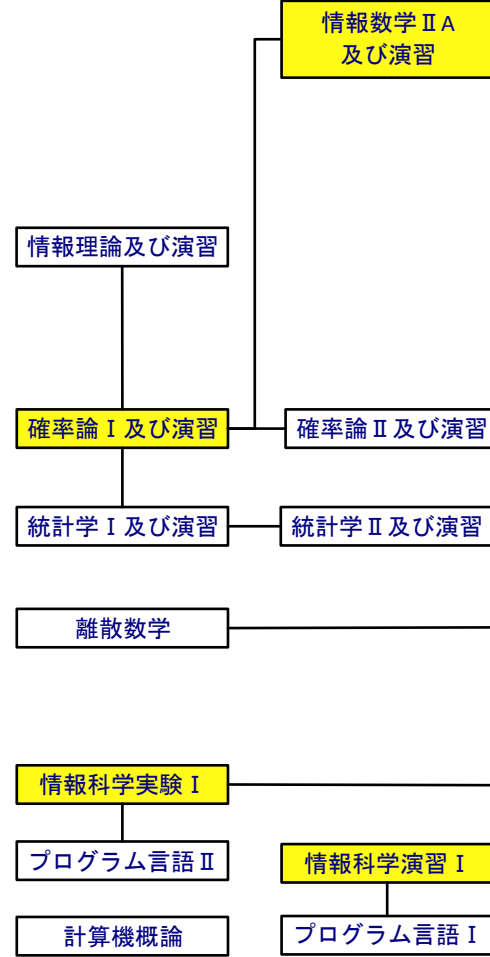 情報数学ⅡA
及び演習
情報理論及び演習
確率論Ⅰ及び演習
確率論Ⅱ及び演習
統計学Ⅰ及び演習
統計学Ⅱ及び演習
離散数学
情報科学実験Ⅰ
プログラム言語Ⅱ
情報科学演習Ⅰ
計算機概論
プログラム言語Ⅰ